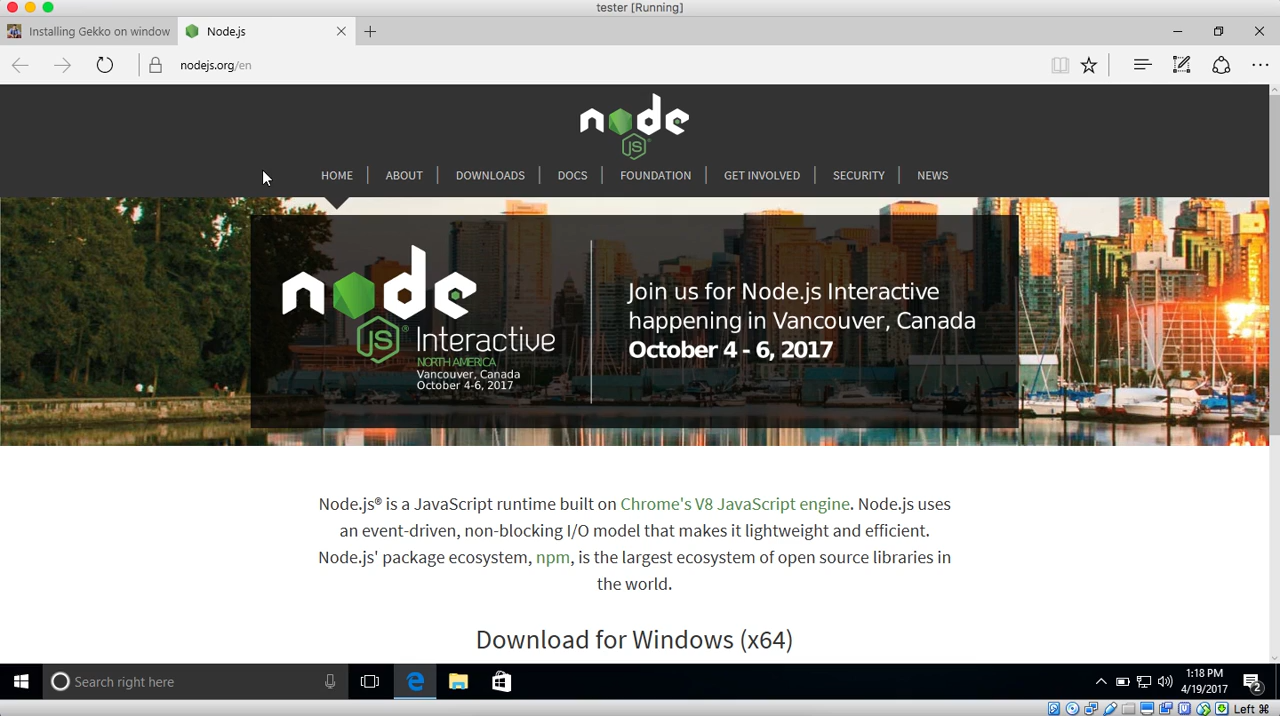 tester [Running]
Installing Gekko on window
Node.js
nodejs.org/en
node
JS
HOME
ABOUT
DOWNLOADS
DOCS
FOUNDATION
GET INVOLVED
SECURITY
NEWS
node
JS
Interactive
NORTH AMERICA
Vancouver, Canada
October 4-6, 2017
Join us for Node.js Interactive
happening in Vancouver, Canada
October 4 - 6, 2017
Node.js® is a JavaScript runtime built on Chrome's V8 JavaScript engine. Node.js uses
an event-driven, non-blocking I/O model that makes it lightweight and efficient.
Node.js' package ecosystem, npm, is the largest ecosystem of open source libraries in
the world.
Download for Windows (x64)
Search right here
1:18 PM
4/19/2017
2
Left ⌘